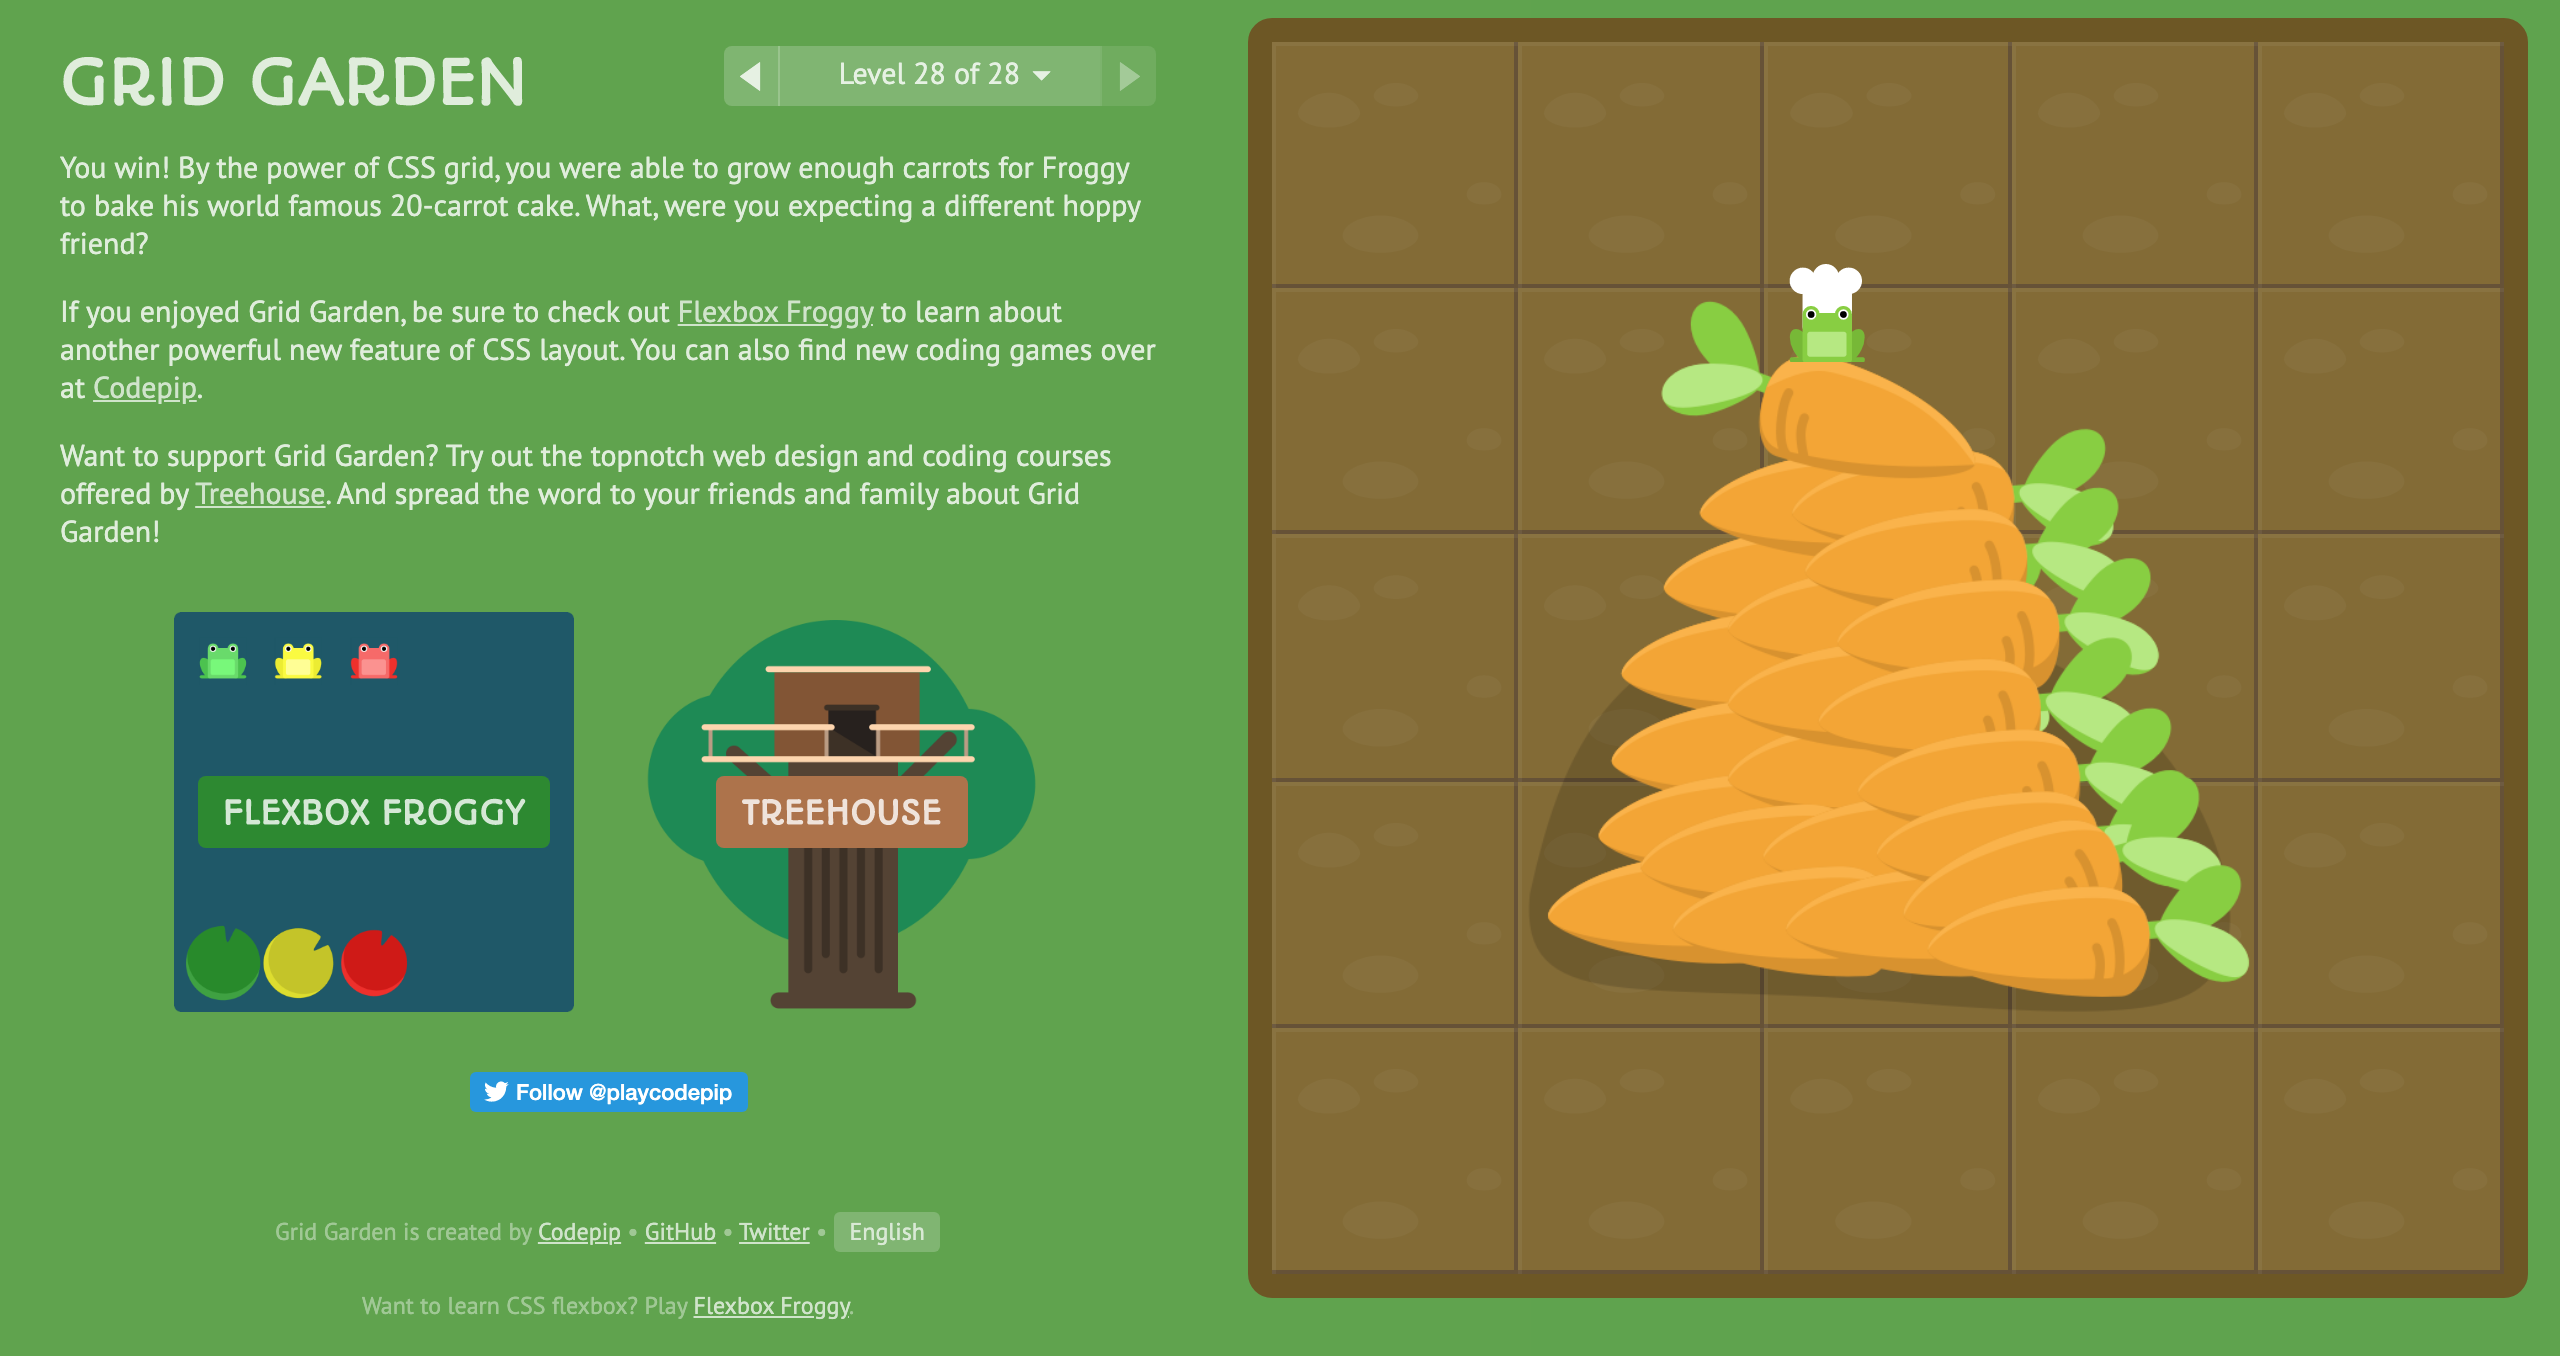 GRID GARDEN
Level 28 of 28
You win! By the power of CSS grid, you were able to grow enough carrots for Froggy
to bake his world famous 20-carrot cake. What, were you expecting a different hoppy
friend?
If you enjoyed Grid Garden, be sure to check out Flexbox Froggy to learn about
another powerful new feature of CSS layout. You can also find new coding games over
at Codepip.
Want to support Grid Garden? Try out the topnotch web design and coding courses
offered by Treehouse. And spread the word to your friends and family about Grid
Garden!
FLEXBOX FROGGY
TREEHOUSE
Follow @playcodepip
Grid Garden is created by Codepip • GitHub • Twitter • English
Want to learn CSS flexbox? Play Flexbox Froggy.